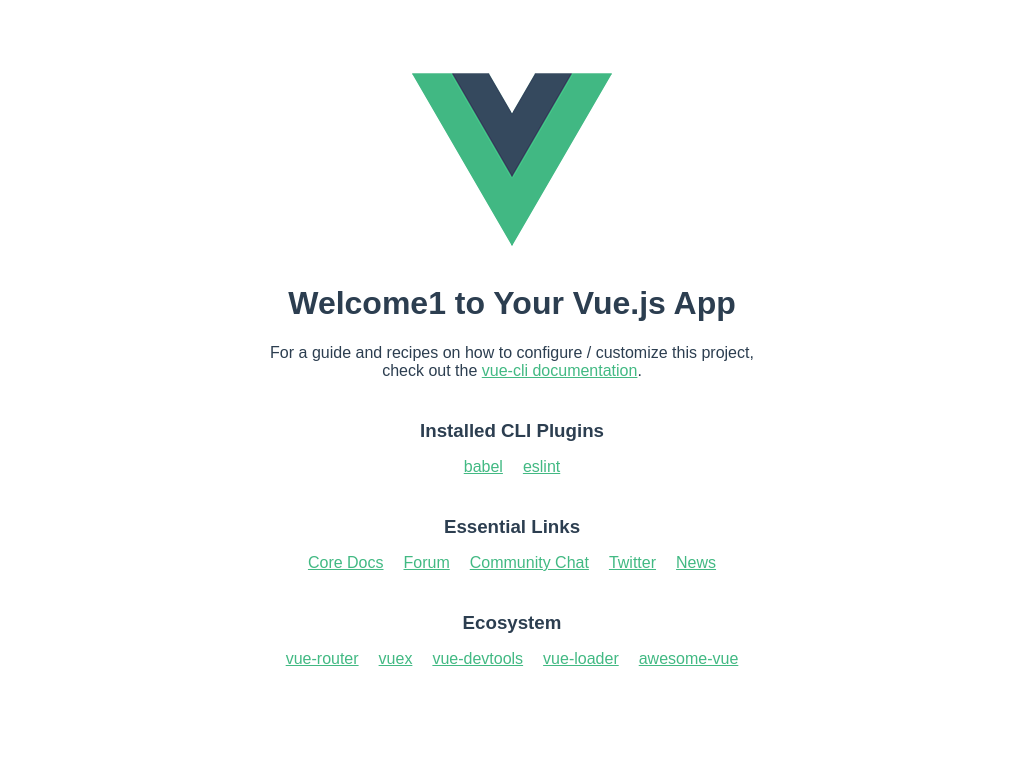 Welcome1 to Your Vue.js App
For a guide and recipes on how to configure / customize this project,
check out the vue-cli documentation.
Installed CLI Plugins
babel eslint
Essential Links
Core Docs Forum Community Chat Twitter News
Ecosystem
vue-router vuex vue-devtools vue-loader awesome-vue